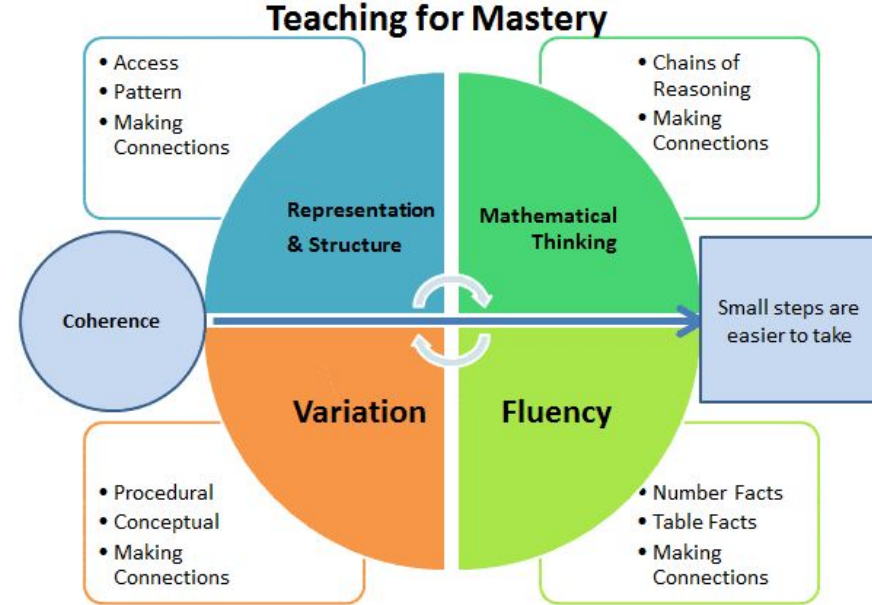 Teaching for Mastery
• Access
• Pattern
• Making
Connections
• Chains of
Reasoning
• Making
Connections
Representation
& Structure
Mathematical
Thinking
Coherence
Small steps are
easier to take
Variation
Fluency
• Procedural
• Conceptual
• Making
Connections
• Number Facts
• Table Facts
• Making
Connections